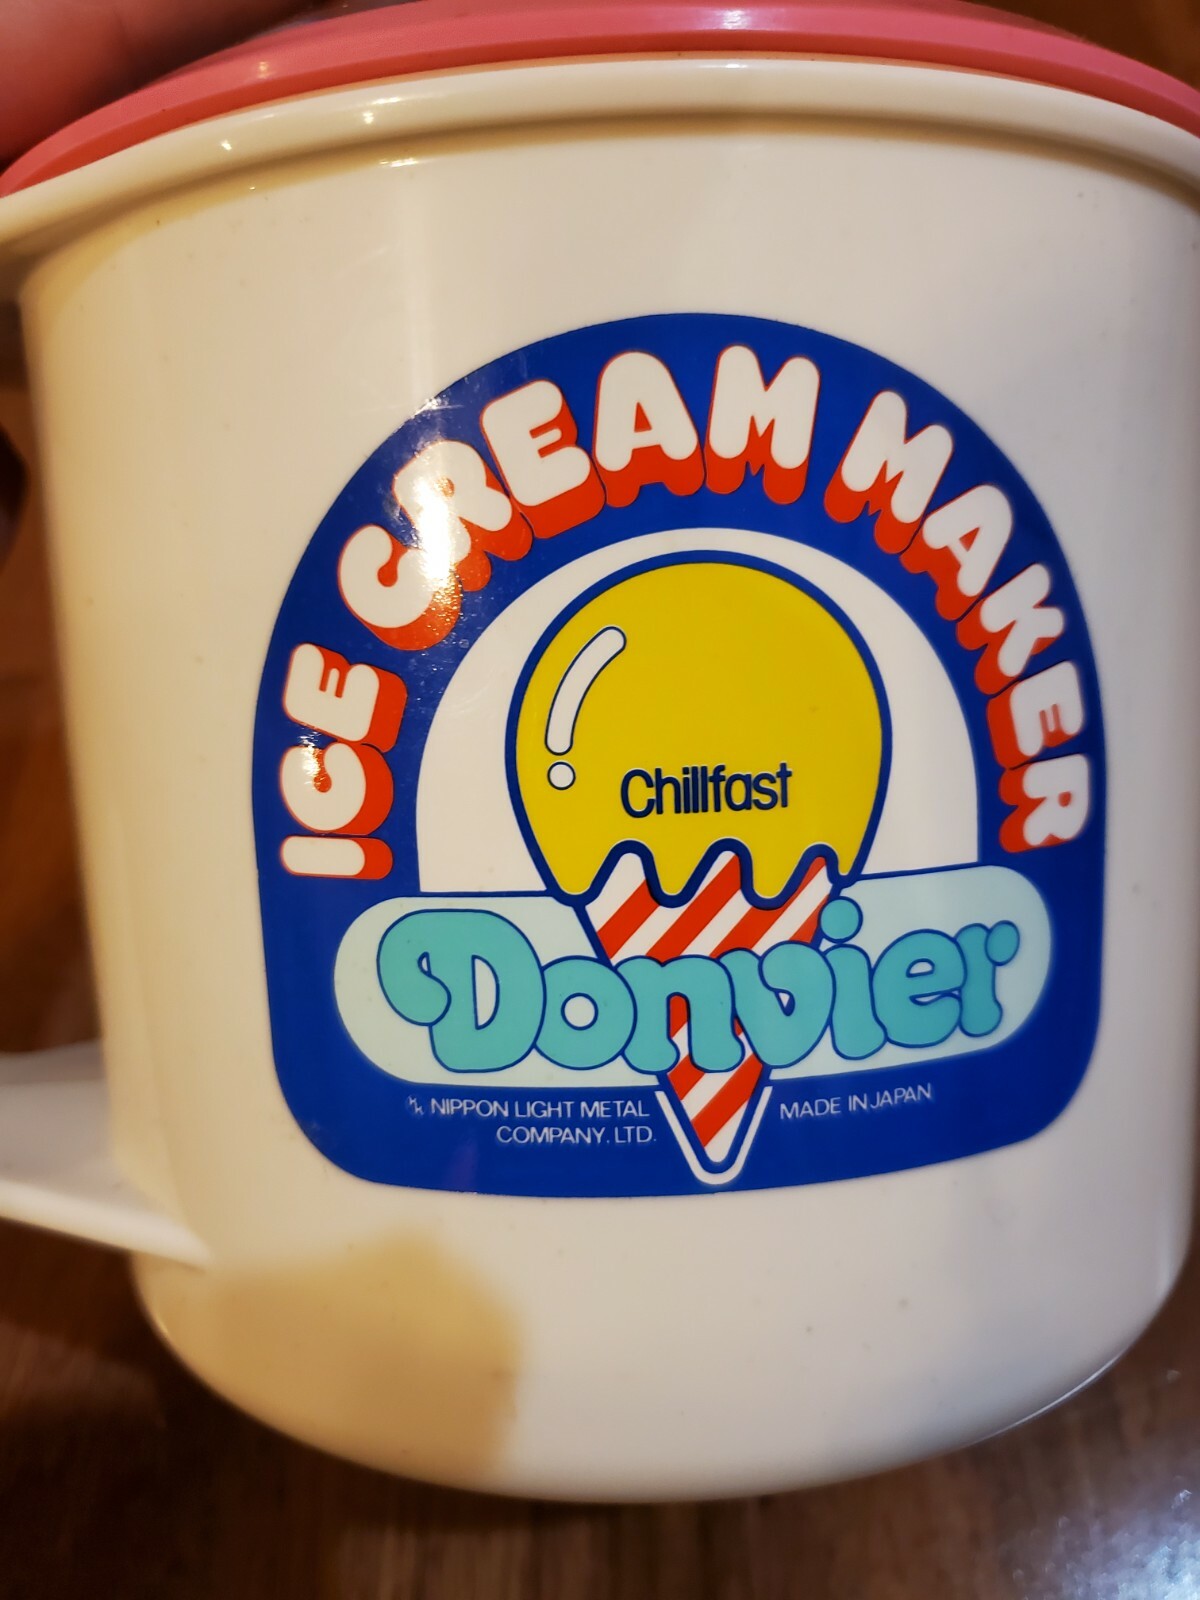 ICE CREAM MAKER
Chillfast
Donvier
NIPPON LIGHT METAL
COMPANY. LTD.
MADE IN JAPAN